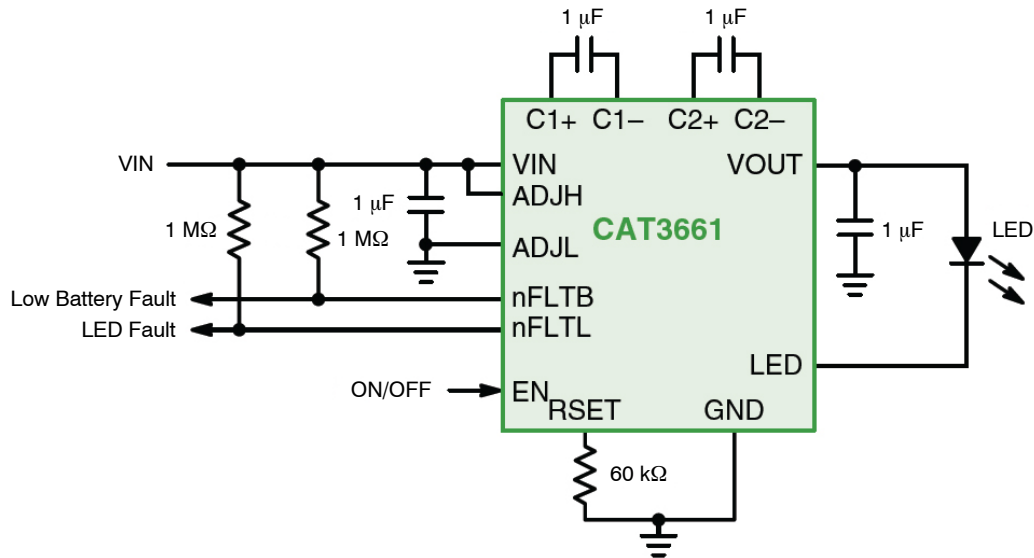 1 μF
1 μF
C1+ C1– C2+ C2–
VIN
VIN
VOUT
ADJH
1 μF
1 MΩ
1 MΩ
CAT3661
1 μF
LED
ADJL
Low Battery Fault
nFLTB
LED Fault
nFLTL
LED
ON/OFF
EN
RSET
GND
60 kΩ